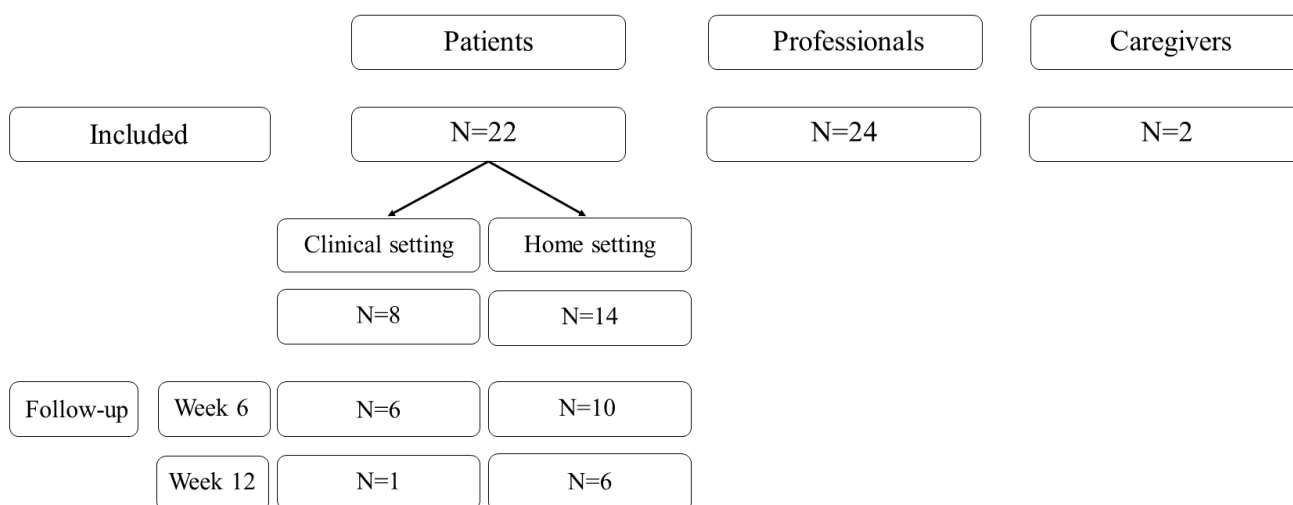 Patients
Professionals
Caregivers
Included
N=22
N=24
N=2
Clinical setting
Home setting
N=8
N=14
Follow-up
Week 6
N=6
N=10
Week 12
N=1
N=6